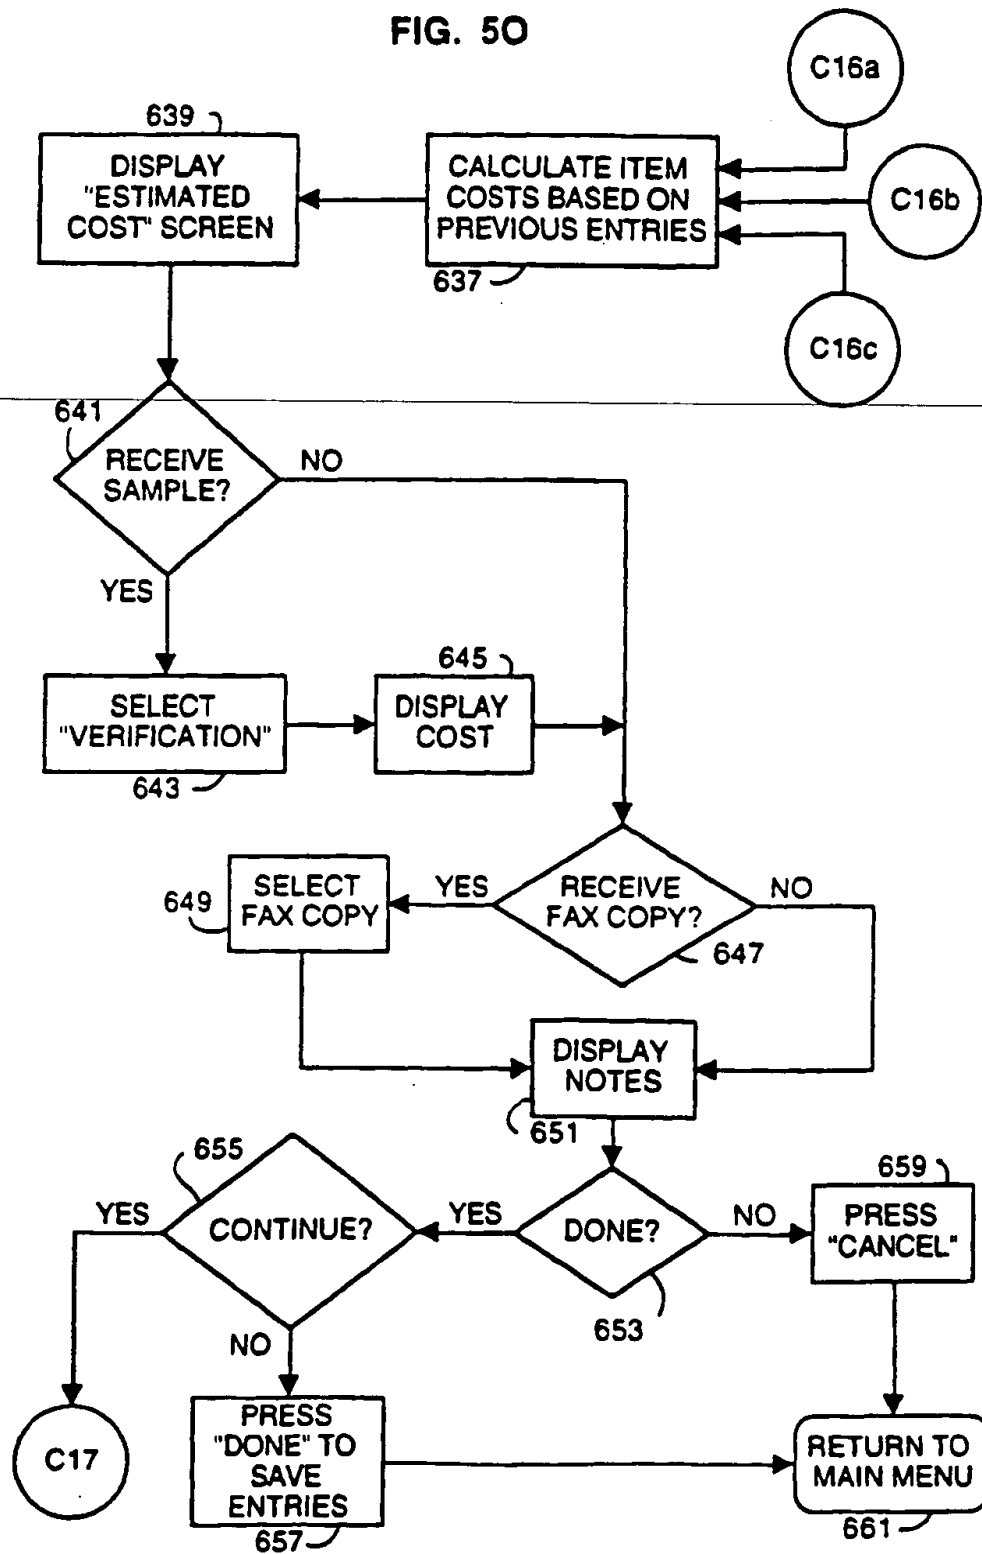 FIG. 5O
C16a
639
DISPLAY
"ESTIMATED
COST" SCREEN
CALCULATE ITEM
COSTS BASED ON
PREVIOUS ENTRIES
637
C16b
C16c
641
RECEIVE
SAMPLE?
NO
YES
SELECT
"VERIFICATION"
643
645
DISPLAY
COST
649
SELECT
FAX COPY
YES
RECEIVE
FAX COPY?
NO
647
DISPLAY
NOTES
651
655
YES
CONTINUE?
YES
DONE?
NO
653
659
PRESS
"CANCEL"
NO
C17
PRESS
"DONE" TO
SAVE
ENTRIES
657
RETURN TO
MAIN MENU
661